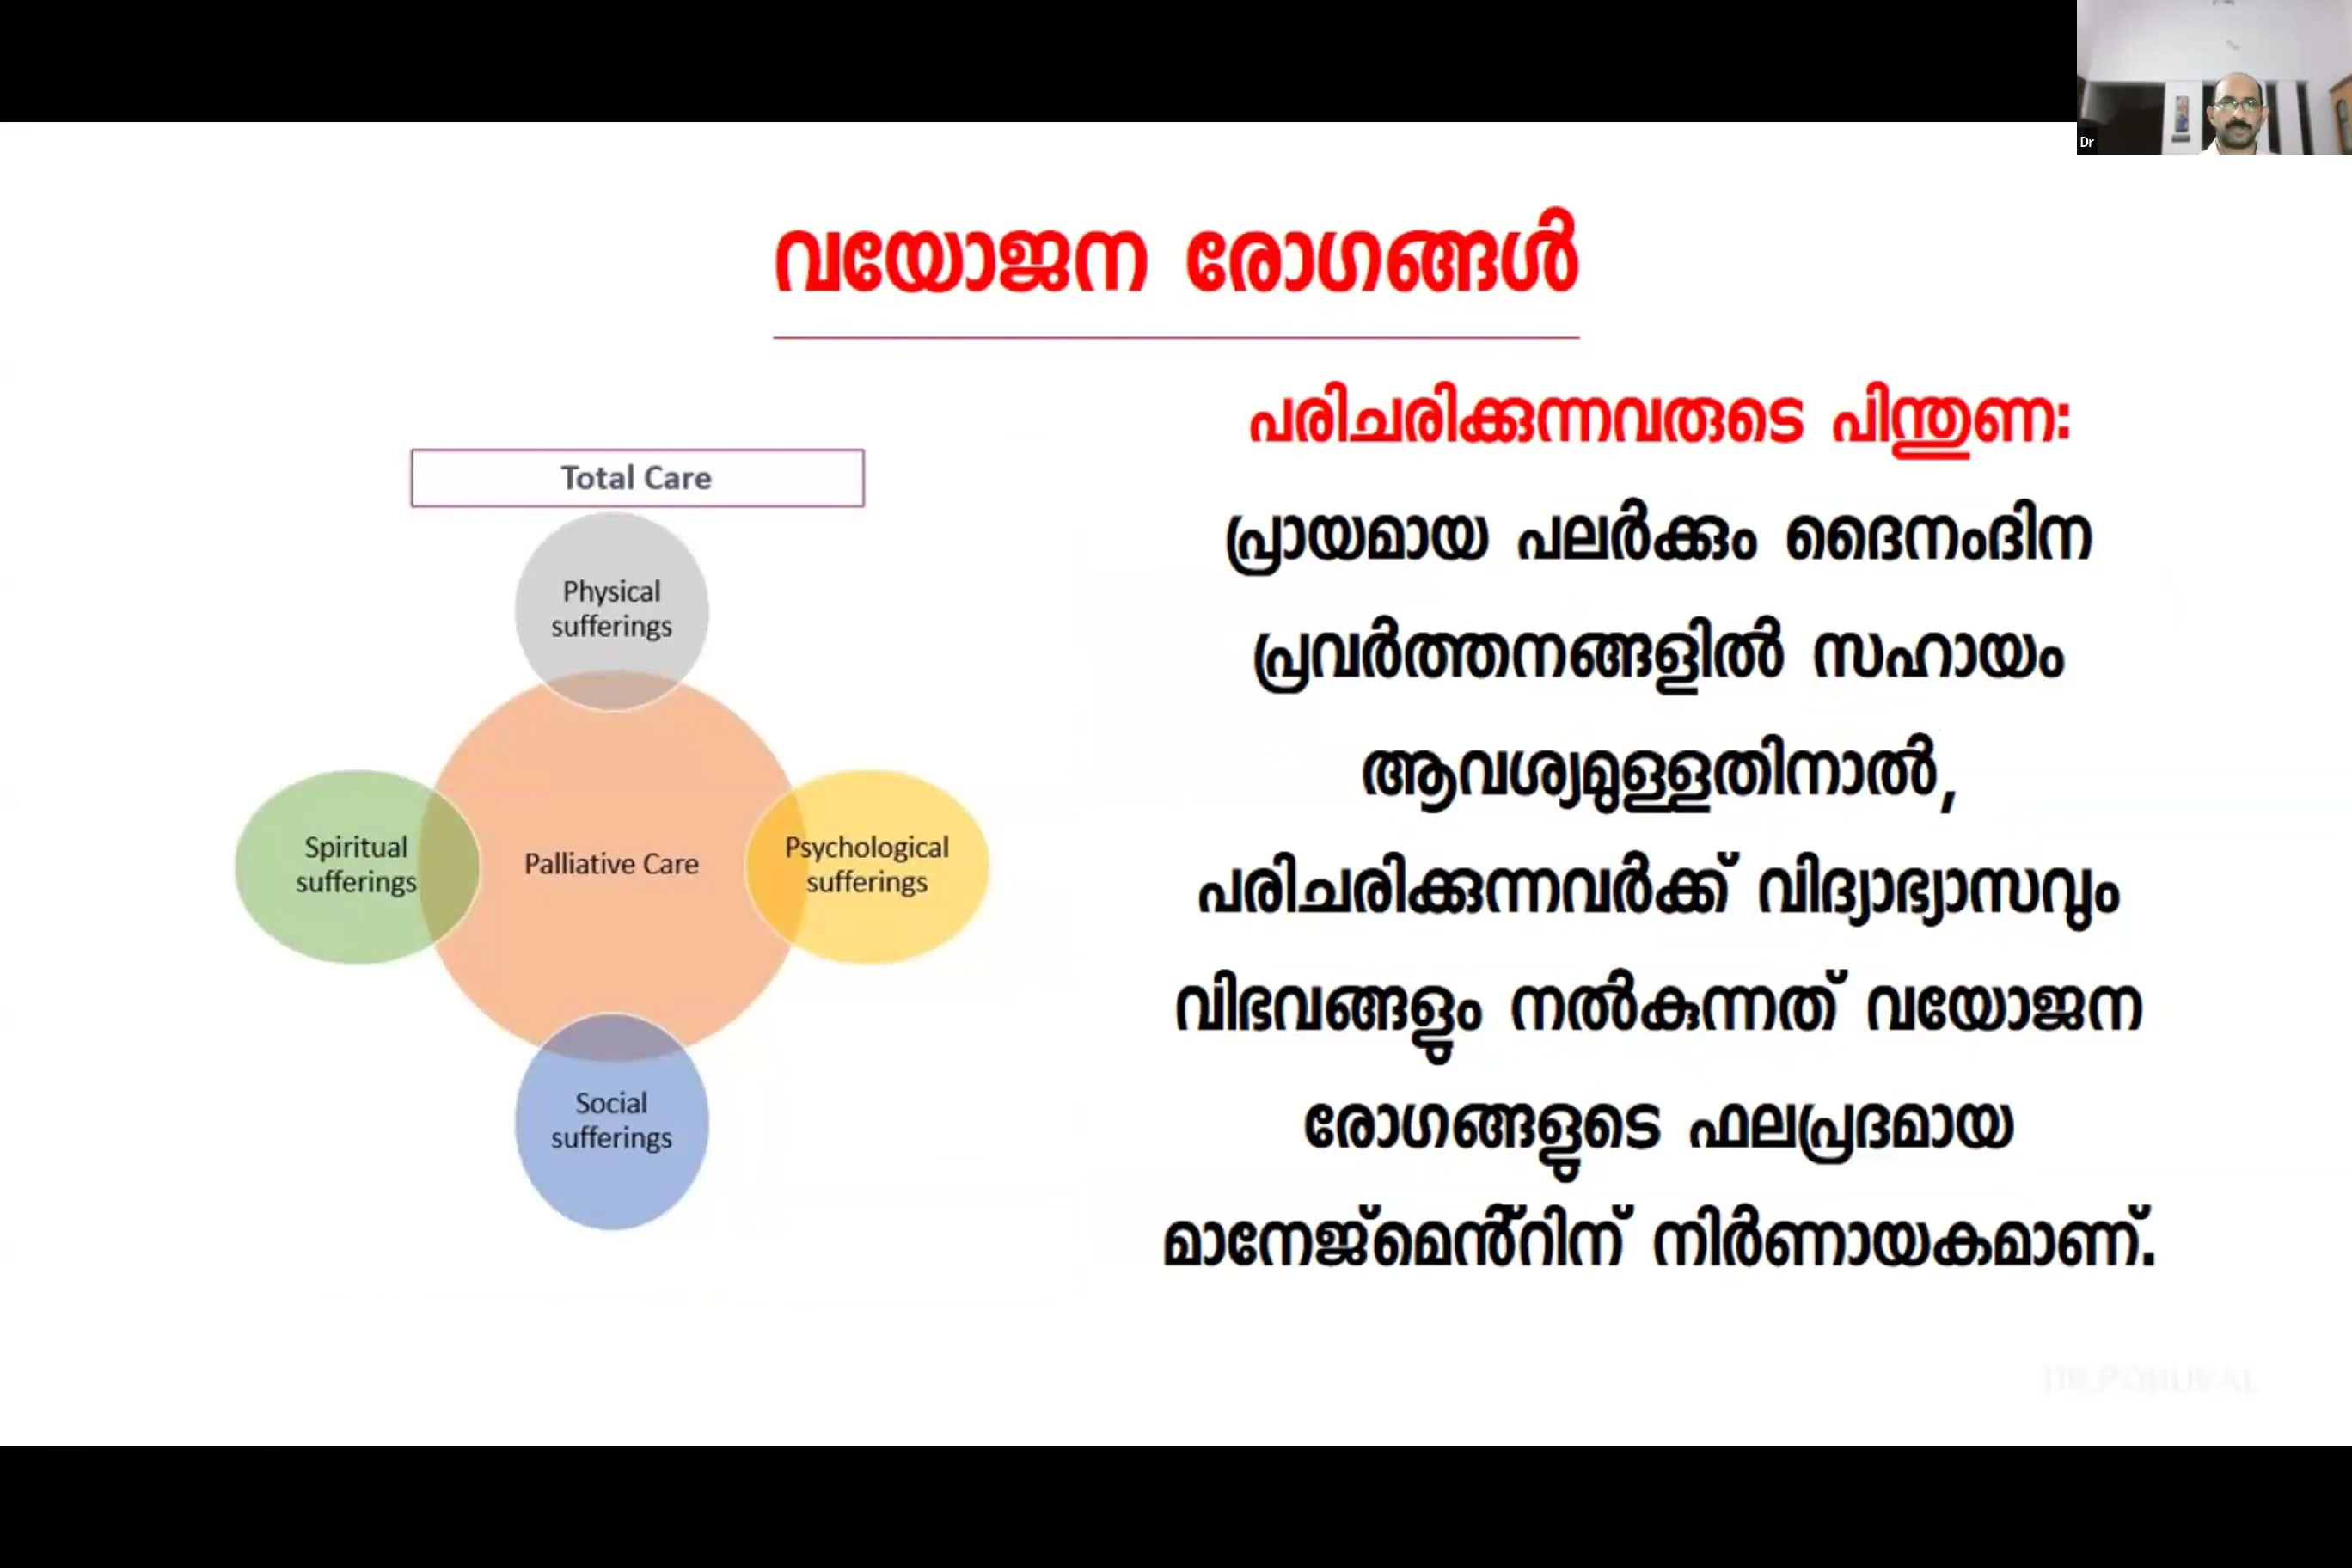 Dr
വയോജന രോഗങ്ങൾ
Total Care
Physical
sufferings
Spiritual
sufferings
Palliative Care
Psychological
sufferings
Social
sufferings
പരിചരിക്കുന്നവരുടെ പിന്തുണ:
പ്രായമായ പലർക്കും ദൈനംദിന
പ്രവർത്തനങ്ങളിൽ സഹായം
ആവശ്യമുള്ളതിനാൽ,
പരിചരിക്കുന്നവർക്ക് വിദ്യാഭ്യാസവും
വിഭവങ്ങളും നൽകുന്നത് വയോജന
രോഗങ്ങളുടെ ഫലപ്രദമായ
മാനേജ്മെൻ്റിന് നിർണായകമാണ്.